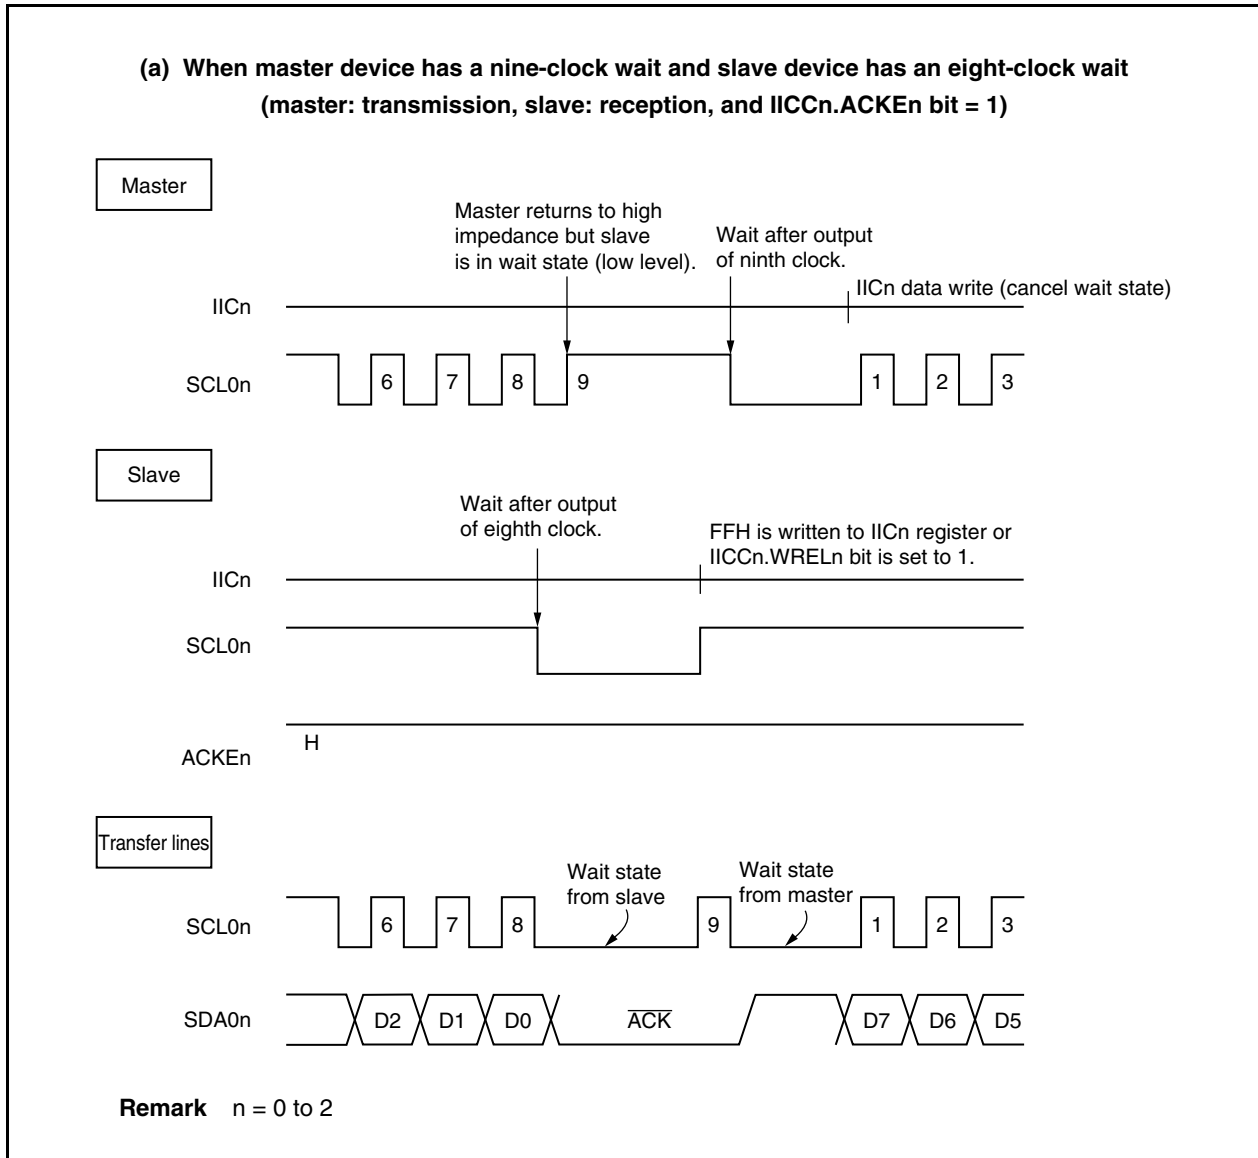 (a) When master device has a nine-clock wait and slave device has an eight-clock wait
(master: transmission, slave: reception, and IICCn.ACKEn bit = 1)
Master
Master returns to high
impedance but slave
is in wait state (low level).
Wait after output
of ninth clock.
IICn data write (cancel wait state)
IICn
SCL0n
6 7 8 9 1 2 3
Slave
Wait after output
of eighth clock.
FFH is written to IICn register or
IICCn.WRELn bit is set to 1.
IICn
SCL0n
H
ACKEn
Transfer lines
Wait state
from slave
Wait state
from master
SCL0n
6 7 8 9 1 2 3
SDA0n
D2 D1 D0 A̅C̅K̅ D7 D6 D5
Remark n = 0 to 2